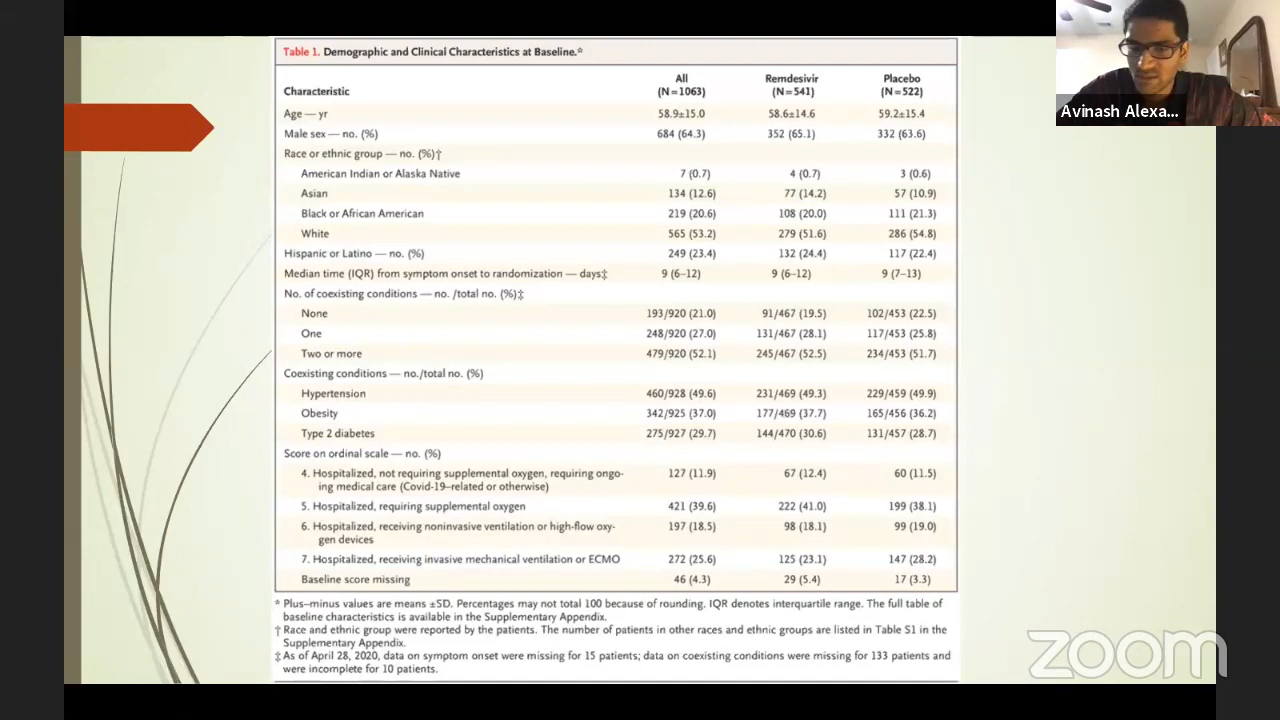 Table 1. Demographic and Clinical Characteristics at Baseline.*
Characteristic All (N=1063) Remdesivir (N=541) Placebo (N=522)
Age — yr 58.9±15.0 58.6±14.6 59.2±15.4
Male sex — no. (%) 684 (64.3) 352 (65.1) 332 (63.6)
Race or ethnic group — no. (%)†
American Indian or Alaska Native 7 (0.7) 4 (0.7) 3 (0.6)
Asian 134 (12.6) 77 (14.2) 57 (10.9)
Black or African American 219 (20.6) 108 (20.0) 111 (21.3)
White 565 (53.2) 279 (51.6) 286 (54.8)
Hispanic or Latino — no. (%) 249 (23.4) 132 (24.4) 117 (22.4)
Median time (IQR) from symptom onset to randomization — days‡ 9 (6–12) 9 (6–12) 9 (7–13)
No. of coexisting conditions — no. /total no. (%)‡
None 193/920 (21.0) 91/467 (19.5) 102/453 (22.5)
One 248/920 (27.0) 131/467 (28.1) 117/453 (25.8)
Two or more 479/920 (52.1) 245/467 (52.5) 234/453 (51.7)
Coexisting conditions — no./total no. (%)
Hypertension 460/928 (49.6) 231/469 (49.3) 229/459 (49.9)
Obesity 342/925 (37.0) 177/469 (37.7) 165/456 (36.2)
Type 2 diabetes 275/927 (29.7) 144/470 (30.6) 131/457 (28.7)
Score on ordinal scale — no. (%)
4. Hospitalized, not requiring supplemental oxygen, requiring ongo- 127 (11.9) 67 (12.4) 60 (11.5)
ing medical care (Covid-19–related or otherwise)
5. Hospitalized, requiring supplemental oxygen 421 (39.6) 222 (41.0) 199 (38.1)
6. Hospitalized, receiving noninvasive ventilation or high-flow oxy- 197 (18.5) 98 (18.1) 99 (19.0)
gen devices
7. Hospitalized, receiving invasive mechanical ventilation or ECMO 272 (25.6) 125 (23.1) 147 (28.2)
Baseline score missing 46 (4.3) 29 (5.4) 17 (3.3)
* Plus–minus values are means ±SD. Percentages may not total 100 because of rounding. IQR denotes interquartile range. The full table of
baseline characteristics is available in the Supplementary Appendix.
† Race and ethnic group were reported by the patients. The number of patients in other races and ethnic groups are listed in Table S1 in the
Supplementary Appendix.
‡ As of April 28, 2020, data on symptom onset were missing for 15 patients; data on coexisting conditions were missing for 133 patients and
were incomplete for 10 patients.
Avinash Alexa...
zoom